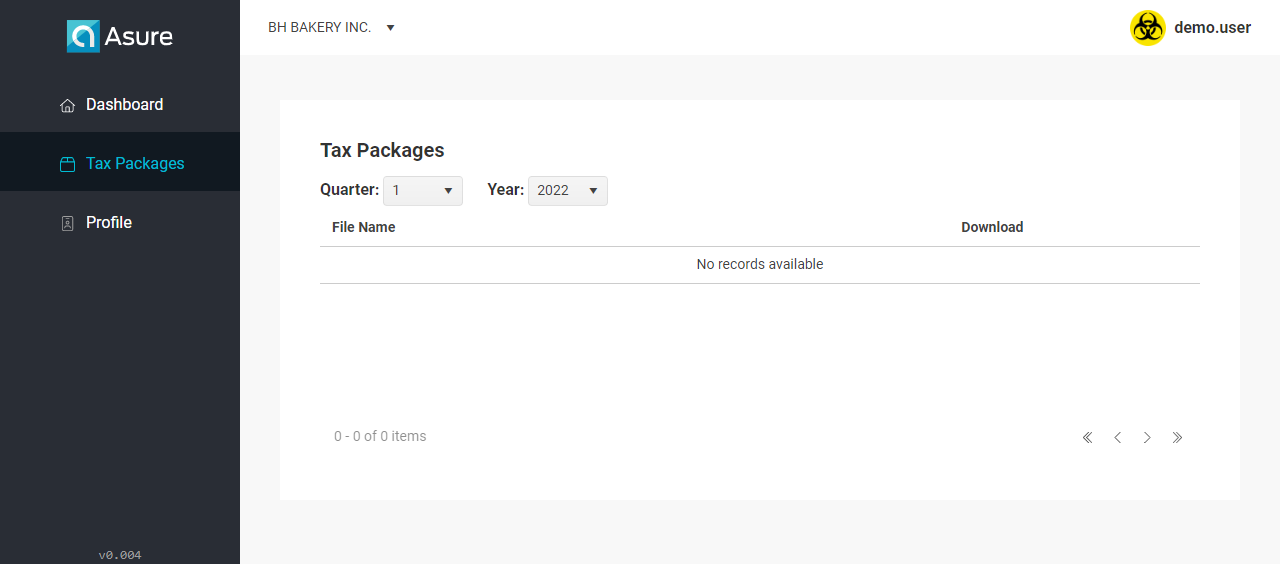 Asure
BH BAKERY INC.
demo.user
Dashboard
Tax Packages
Profile
Tax Packages
Quarter: 1 Year: 2022
File Name Download
No records available
0 - 0 of 0 items
v0.004